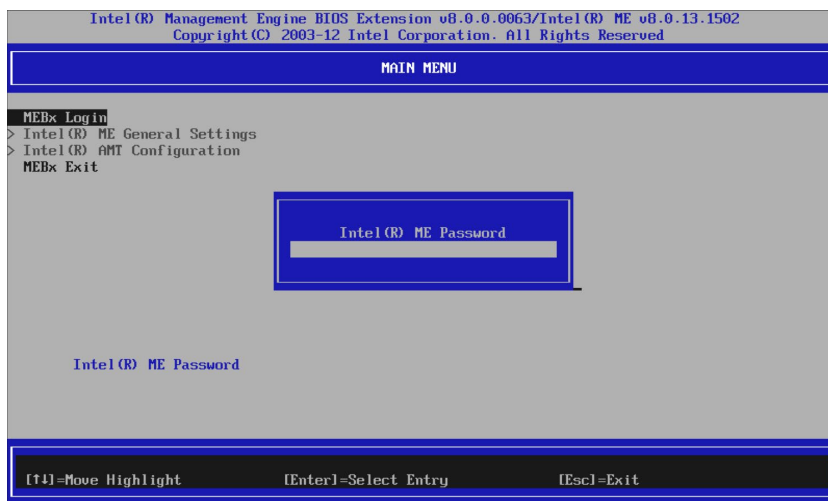 Intel(R) Management Engine BIOS Extension v8.0.0.0063/Intel(R) ME v8.0.13.1502
Copyright(C) 2003-12 Intel Corporation. All Rights Reserved
MAIN MENU
MEBx Login
> Intel(R) ME General Settings
> Intel(R) AMT Configuration
MEBx Exit
Intel(R) ME Password
Intel(R) ME Password
[↑↓]=Move Highlight [Enter]=Select Entry [Esc]=Exit